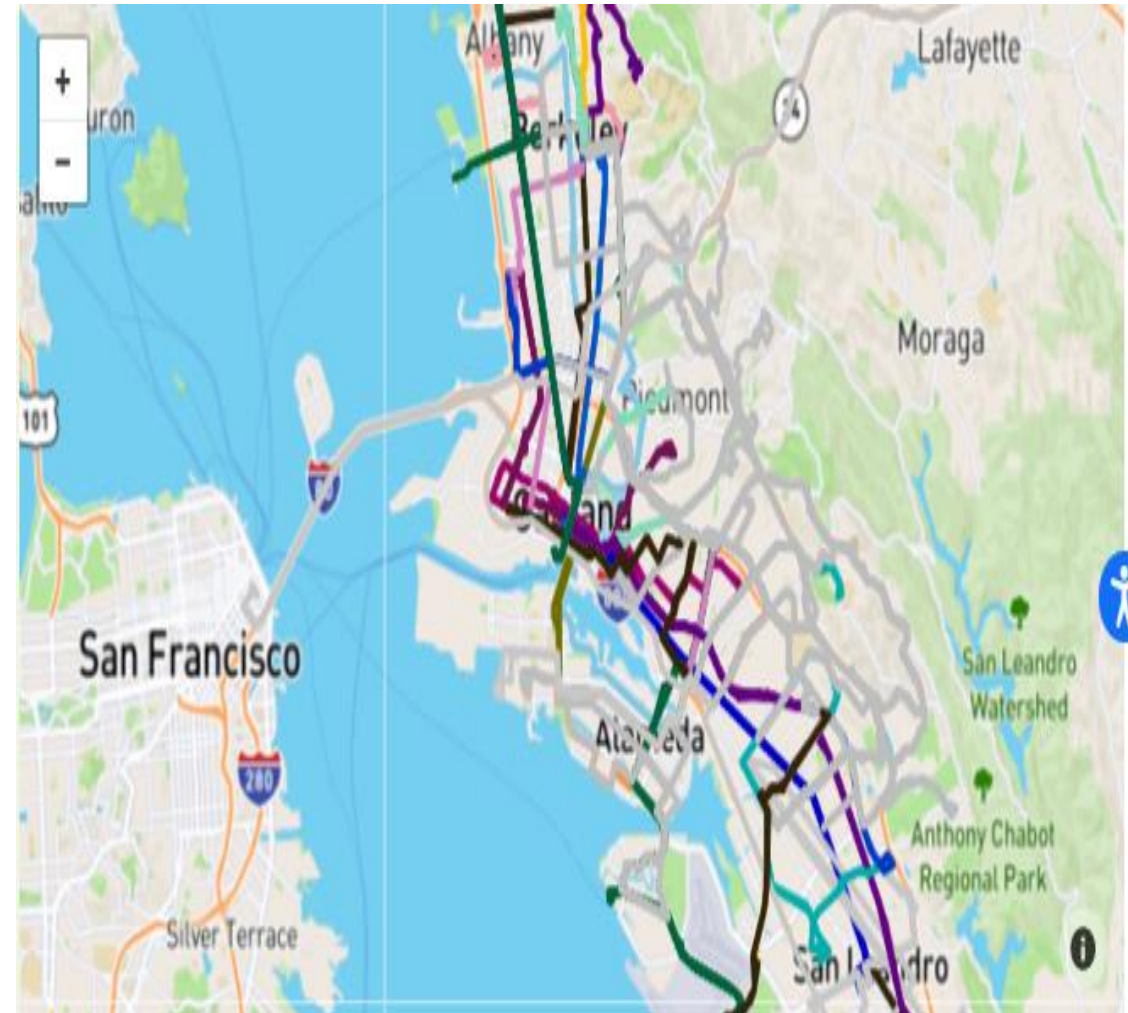 +
−
uron
Albany
Lafayette
24
Berkeley
Moraga
Piedmont
101
Oakland
San Francisco
Alameda
280
San Leandro
Watershed
Anthony Chabot
Regional Park
Silver Terrace
San Leandro
i